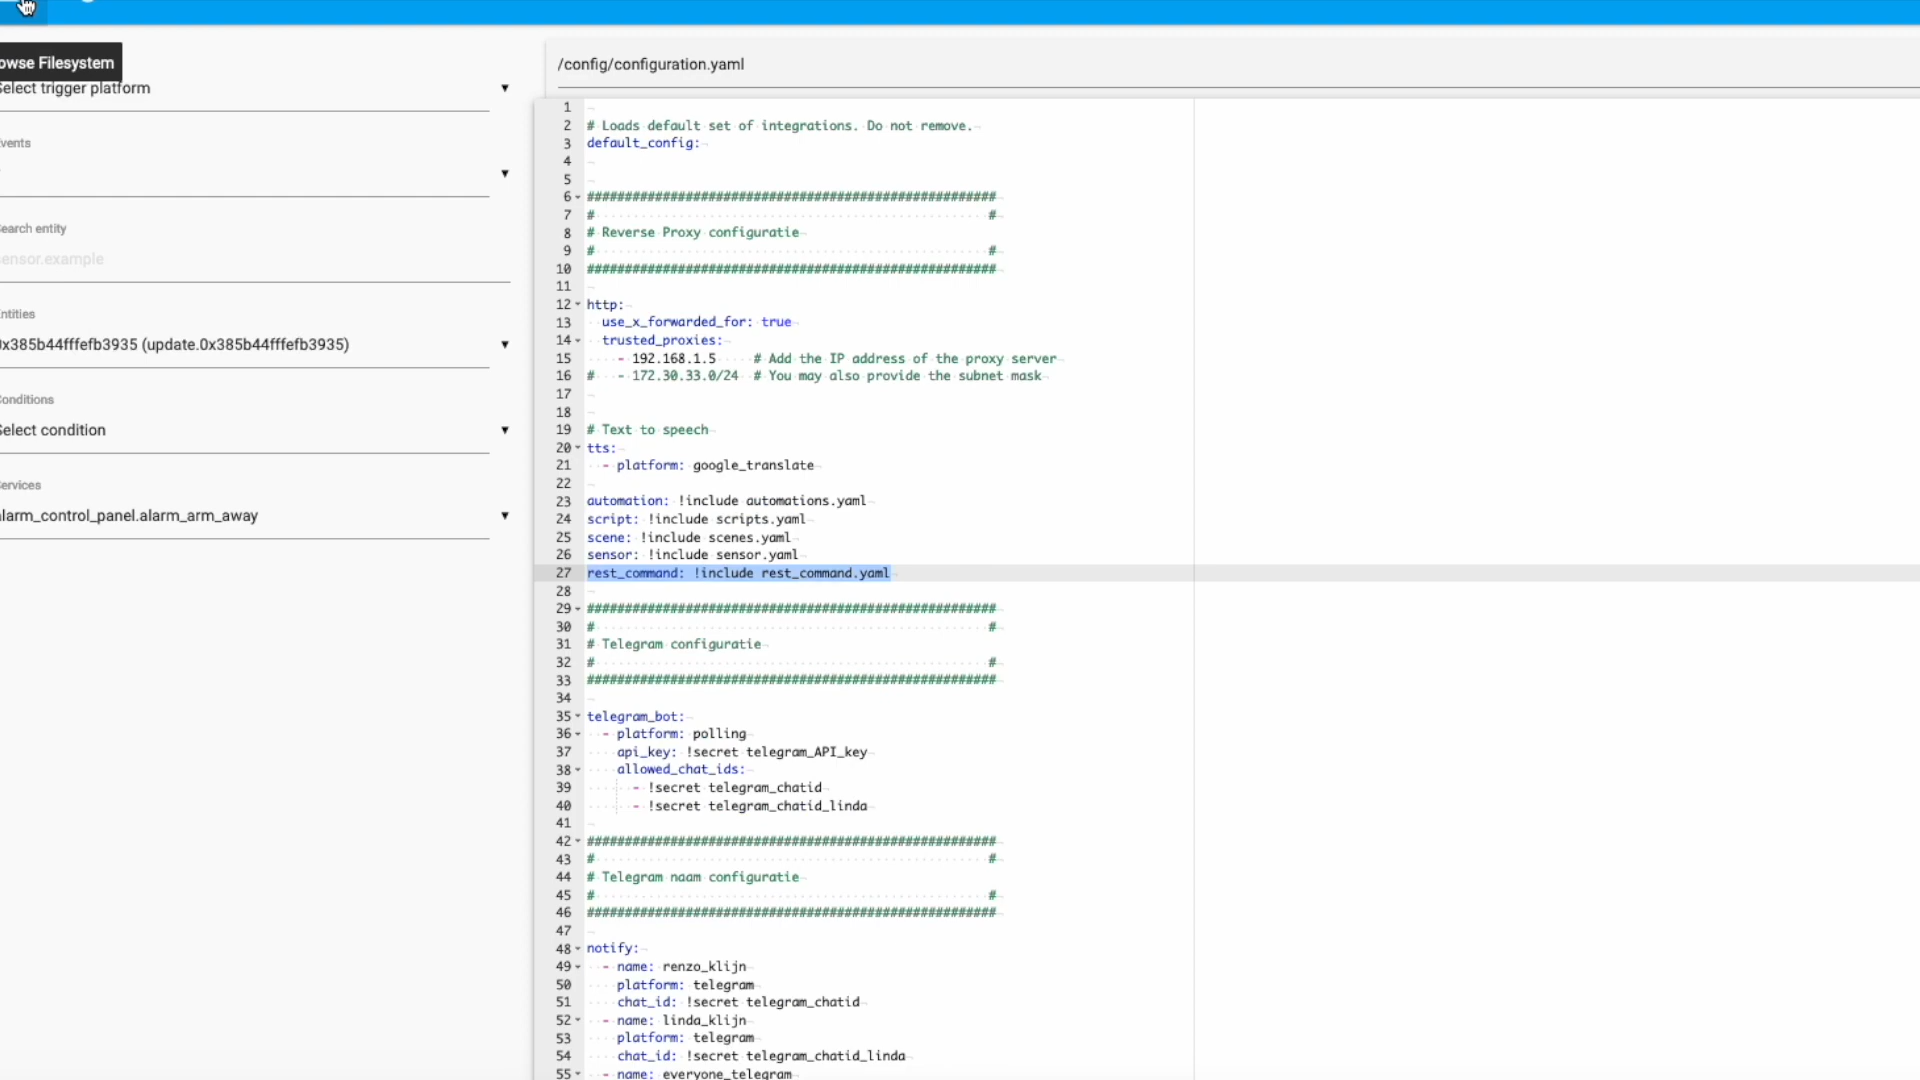 owse Filesystem
Select trigger platform
vents
earch entity
ensor.example
ntities
0x385b44fffefb3935 (update.0x385b44fffefb3935)
onditions
Select condition
ervices
alarm_control_panel.alarm_arm_away
/config/configuration.yaml
1
2 # Loads default set of integrations. Do not remove.
3 default_config:
4
5
6 ######################################################
7 # #
8 # Reverse Proxy configuratie
9 # #
10 ######################################################
11
12 http:
13   use_x_forwarded_for: true
14   trusted_proxies:
15     - 192.168.1.5     # Add the IP address of the proxy server
16 #   - 172.30.33.0/24  # You may also provide the subnet mask
17
18
19 # Text to speech
20 tts:
21   - platform: google_translate
22
23 automation: !include automations.yaml
24 script: !include scripts.yaml
25 scene: !include scenes.yaml
26 sensor: !include sensor.yaml
27 rest_command: !include rest_command.yaml
28
29 ######################################################
30 # #
31 # Telegram configuratie
32 # #
33 ######################################################
34
35 telegram_bot:
36   - platform: polling
37     api_key: !secret telegram_API_key
38     allowed_chat_ids:
39       - !secret telegram_chatid
40       - !secret telegram_chatid_linda
41
42 ######################################################
43 # #
44 # Telegram naam configuratie
45 # #
46 ######################################################
47
48 notify:
49   - name: renzo_klijn
50     platform: telegram
51     chat_id: !secret telegram_chatid
52   - name: linda_klijn
53     platform: telegram
54     chat_id: !secret telegram_chatid_linda
55   - name: everyone_telegram